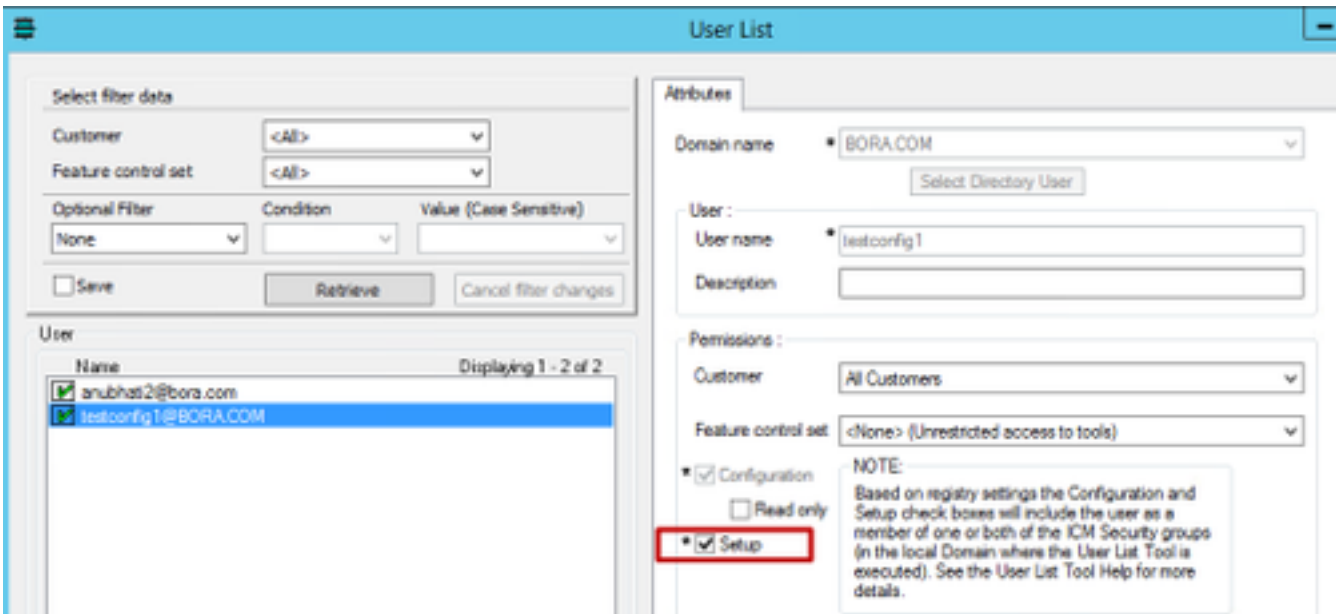 User List
Select filter data
Customer <All>
Feature control set <All>
Optional Filter Condition Value (Case Sensitive)
None
Save Retrieve Cancel filter changes
User
Name Displaying 1 - 2 of 2
anubhati2@bora.com
testconfig1@BORA.COM
Attributes
Domain name * BORA.COM
Select Directory User
User :
User name * testconfig1
Description
Permissions :
Customer All Customers
Feature control set <None> (Unrestricted access to tools)
* Configuration
Read only
* Setup
NOTE:
Based on registry settings the Configuration and
Setup check boxes will include the user as a
member of one or both of the ICM Security groups
(in the local Domain where the User List Tool is
executed). See the User List Tool Help for more
details.